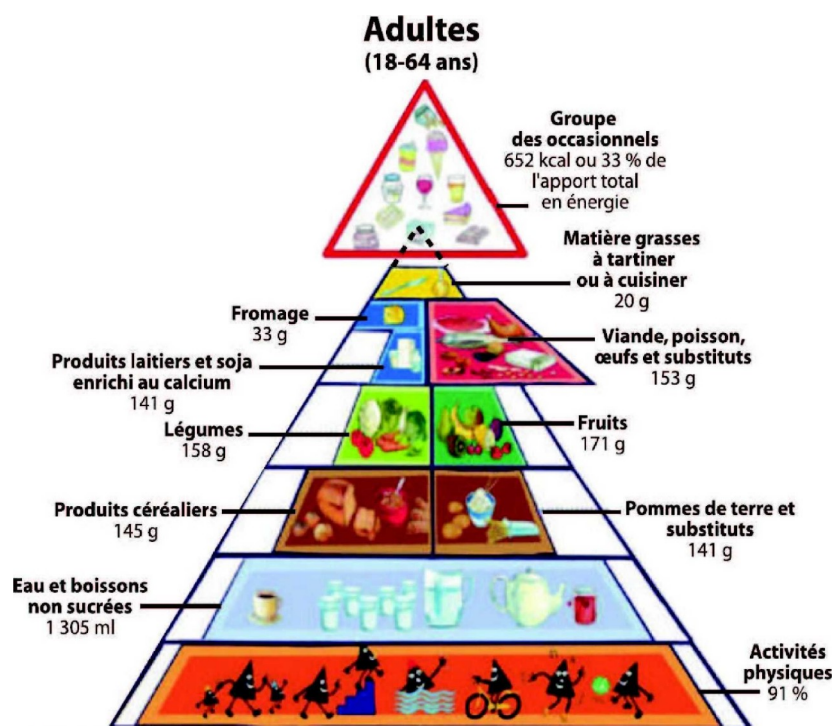 Adultes
(18-64 ans)
Groupe
des occasionnels
652 kcal ou 33 % de
l'apport total
en énergie
Matière grasses
à tartiner
ou à cuisiner
20 g
Fromage
33 g
Viande, poisson,
œufs et substituts
153 g
Produits laitiers et soja
enrichi au calcium
141 g
Légumes
158 g
Fruits
171 g
Produits céréaliers
145 g
Pommes de terre et
substituts
141 g
Eau et boissons
non sucrées
1 305 ml
Activités
physiques
91 %